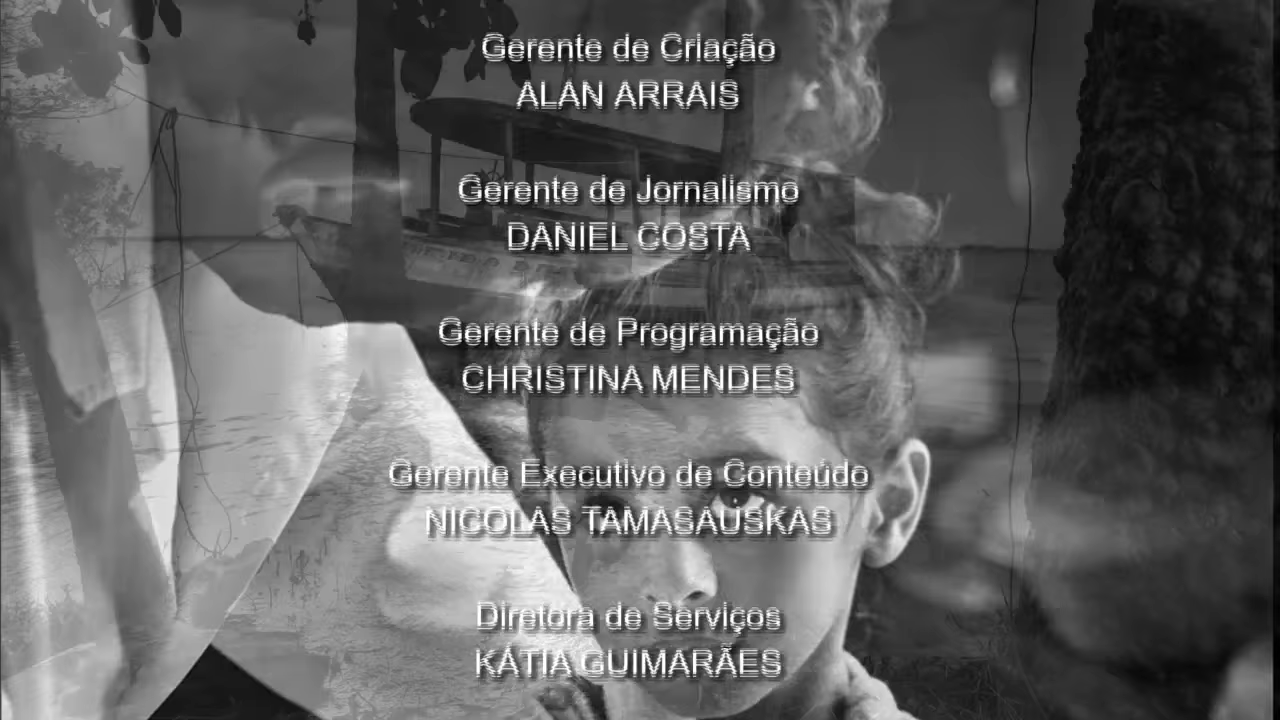 Gerente de Criação
ALAN ARRAIS
Gerente de Jornalismo
DANIEL COSTA
Gerente de Programação
CHRISTINA MENDES
Gerente Executivo de Conteúdo
NICOLAS TAMASAUSKAS
Diretora de Serviços
KÁTIA GUIMARÃES